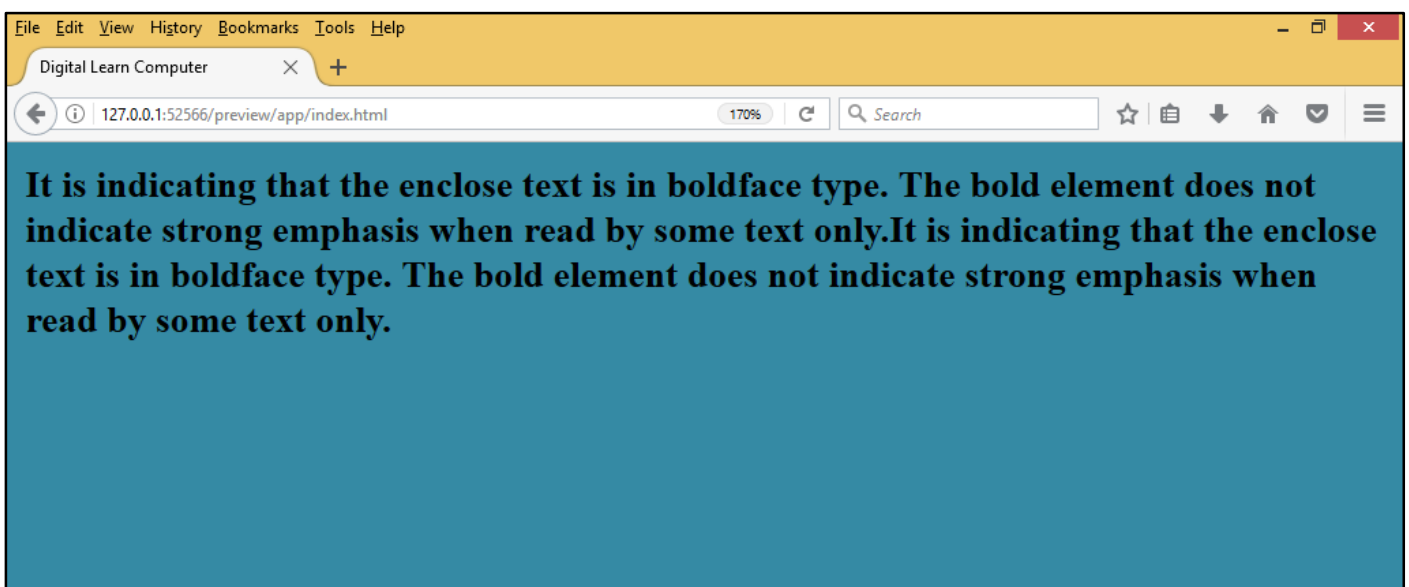 File Edit View History Bookmarks Tools Help
Digital Learn Computer
127.0.0.1:52566/preview/app/index.html 170% Search
It is indicating that the enclose text is in boldface type. The bold element does not
indicate strong emphasis when read by some text only.It is indicating that the enclose
text is in boldface type. The bold element does not indicate strong emphasis when
read by some text only.